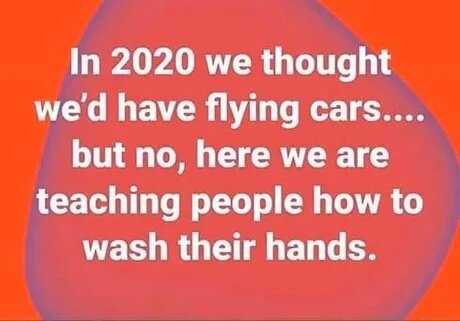 In 2020 we thought
we'd have flying cars....
but no, here we are
teaching people how to
wash their hands.